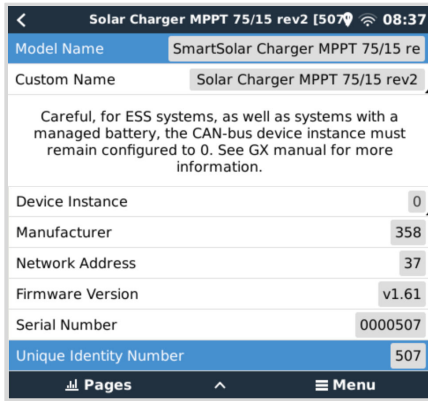 Solar Charger MPPT 75/15 rev2 [507 08:37
Model Name SmartSolar Charger MPPT 75/15 re
Custom Name Solar Charger MPPT 75/15 rev2
Careful, for ESS systems, as well as systems with a
managed battery, the CAN-bus device instance must
remain configured to 0. See GX manual for more
information.
Device Instance 0
Manufacturer 358
Network Address 37
Firmware Version v1.61
Serial Number 0000507
Unique Identity Number 507
Pages Menu